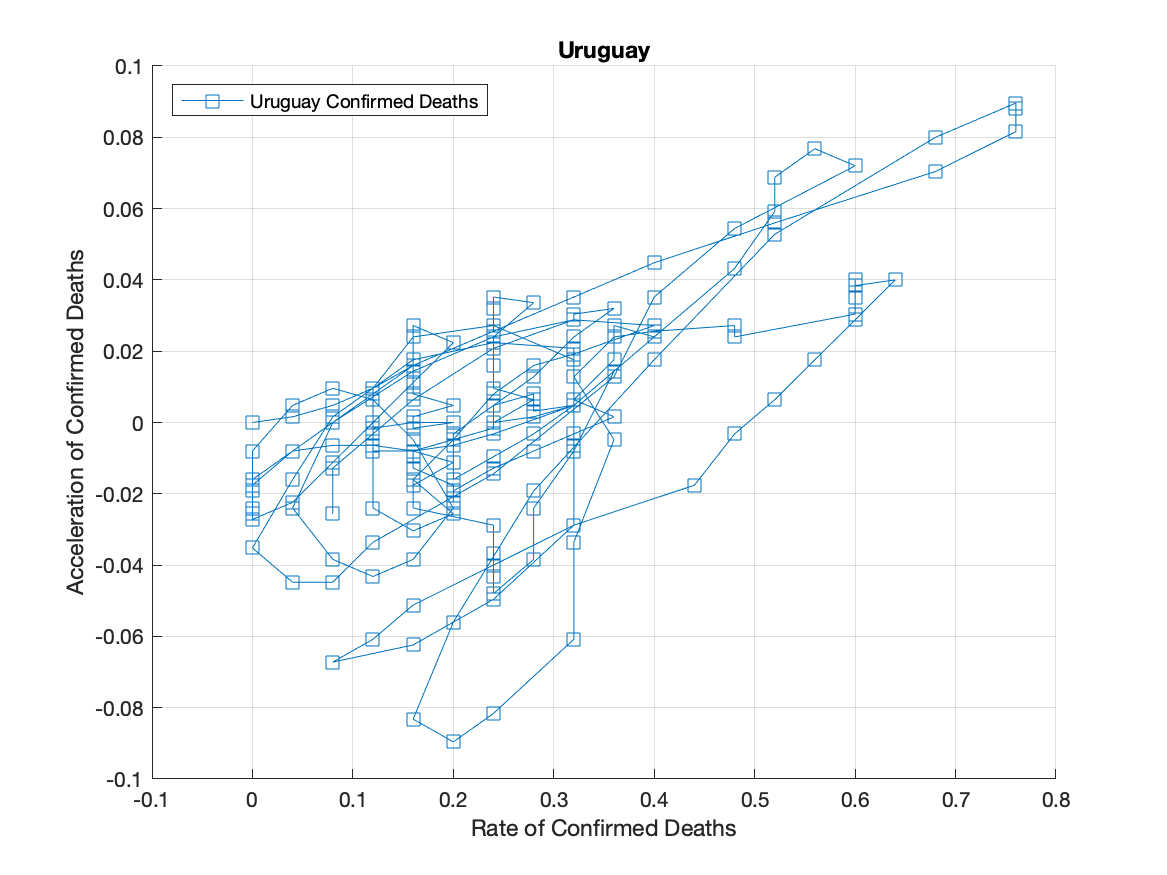 Uruguay
Uruguay Confirmed Deaths
0.1
0.08
0.06
0.04
0.02
0
-0.02
-0.04
-0.06
-0.08
-0.1
Acceleration of Confirmed Deaths
-0.1 0 0.1 0.2 0.3 0.4 0.5 0.6 0.7 0.8
Rate of Confirmed Deaths